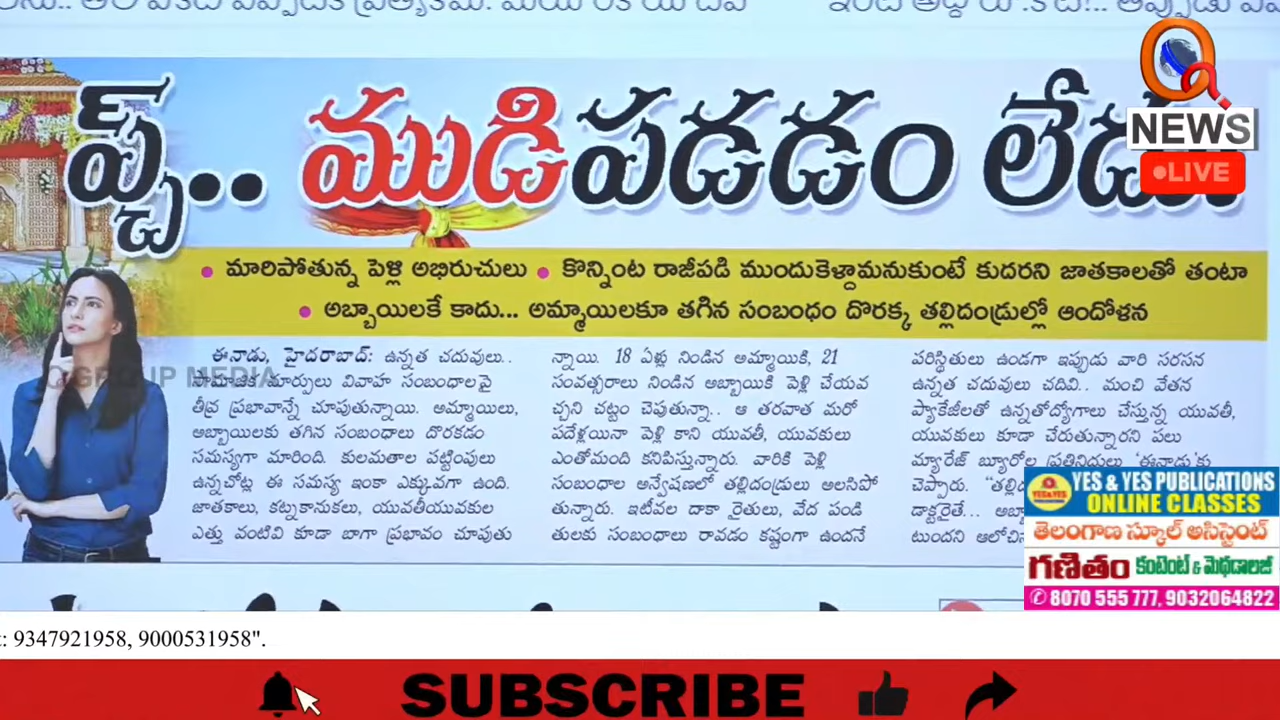 ప్చ్.. ముడిపడడం లేదు
NEWS
LIVE
• మారిపోతున్న పెళ్లి అభిరుచులు • కొన్నింట రాజీపడి ముందుకెళ్దామనుకుంటే కుదరని జాతకాలతో తంటా
• అబ్బాయిలకే కాదు... అమ్మాయిలకూ తగిన సంబంధం దొరక్క తల్లిదండ్రుల్లో ఆందోళన
ఈనాడు, హైదరాబాద్: ఉన్నత చదువులు..
సామాజిక మార్పులు వివాహ సంబంధాలపై
తీవ్ర ప్రభావాన్నే చూపుతున్నాయి. అమ్మాయిలు,
అబ్బాయిలకు తగిన సంబంధాలు దొరకడం
సమస్యగా మారింది. కులమతాల పట్టింపులు
ఉన్నచోట్ల ఈ సమస్య ఇంకా ఎక్కువగా ఉంది.
జాతకాలు, కట్నకానుకలు, యువతీయువకుల
ఎత్తు వంటివి కూడా బాగా ప్రభావం చూపుతు
న్నాయి. 18 ఏళ్లు నిండిన అమ్మాయికి, 21
సంవత్సరాలు నిండిన అబ్బాయికి పెళ్లి చేయవ
చ్చని చట్టం చెపుతున్నా.. ఆ తరవాత మరో
పదేళ్లయినా పెళ్లి కాని యువతీ, యువకులు
ఎంతోమంది కనిపిస్తున్నారు. వారికి పెళ్లి
సంబంధాల అన్వేషణలో తల్లిదండ్రులు అలసిపో
తున్నారు. ఇటీవల దాకా రైతులు, వేద పండి
తులకు సంబంధాలు రావడం కష్టంగా ఉందనే
పరిస్థితులు ఉండగా ఇప్పుడు వారి సరసన
ఉన్నత చదువులు చదివి.. మంచి వేతన
ప్యాకేజీలతో ఉన్నతోద్యోగాలు చేస్తున్న యువతీ,
యువకులు కూడా చేరుతున్నారని పలు
మ్యారేజ్ బ్యూరోల ప్రతినిధులు 'ఈనాడు'కు
చెప్పారు.
డాక్టరైతే...
టుందని
Q GROUP MEDIA
YES & YES PUBLICATIONS
ONLINE CLASSES
తెలంగాణ స్కూల్ అసిస్టెంట్
గణితం కంటెంట్ & మెథడాలజీ
8070 555 777, 9032064822
: 9347921958, 9000531958".
SUBSCRIBE